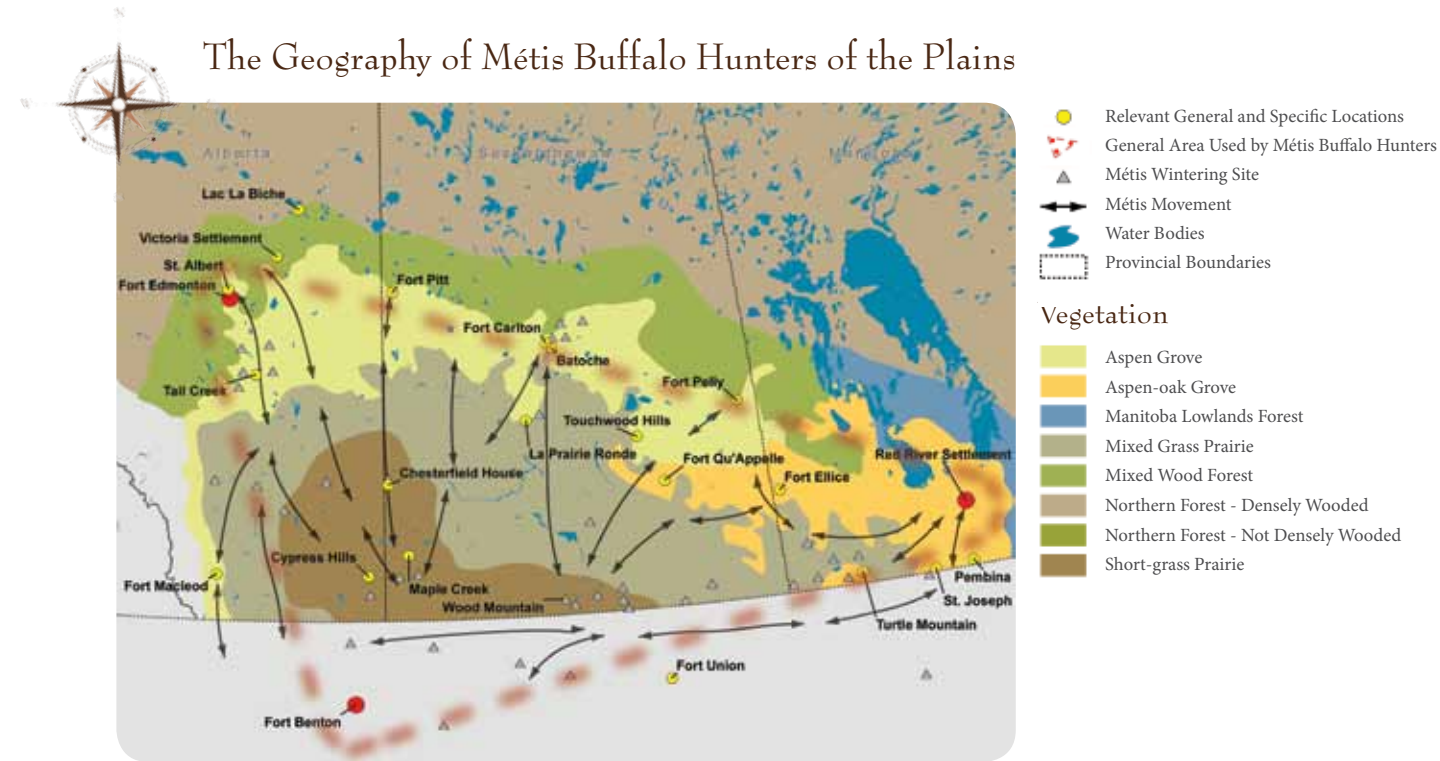 The Geography of Métis Buffalo Hunters of the Plains
Alberta
Saskatchewan
Manitoba
Lac La Biche
Victoria Settlement
St. Albert
Fort Edmonton
Fort Pitt
Fort Carlton
Batoche
Tail Creek
Fort Pelly
Touchwood Hills
La Prairie Ronde
Fort Qu'Appelle
Red River Settlement
Chesterfield House
Fort Ellice
Cypress Hills
Fort Macleod
Maple Creek
Wood Mountain
Pembina
St. Joseph
Turtle Mountain
Fort Union
Fort Benton
Relevant General and Specific Locations
General Area Used by Métis Buffalo Hunters
Métis Wintering Site
Métis Movement
Water Bodies
Provincial Boundaries
Vegetation
Aspen Grove
Aspen-oak Grove
Manitoba Lowlands Forest
Mixed Grass Prairie
Mixed Wood Forest
Northern Forest - Densely Wooded
Northern Forest - Not Densely Wooded
Short-grass Prairie